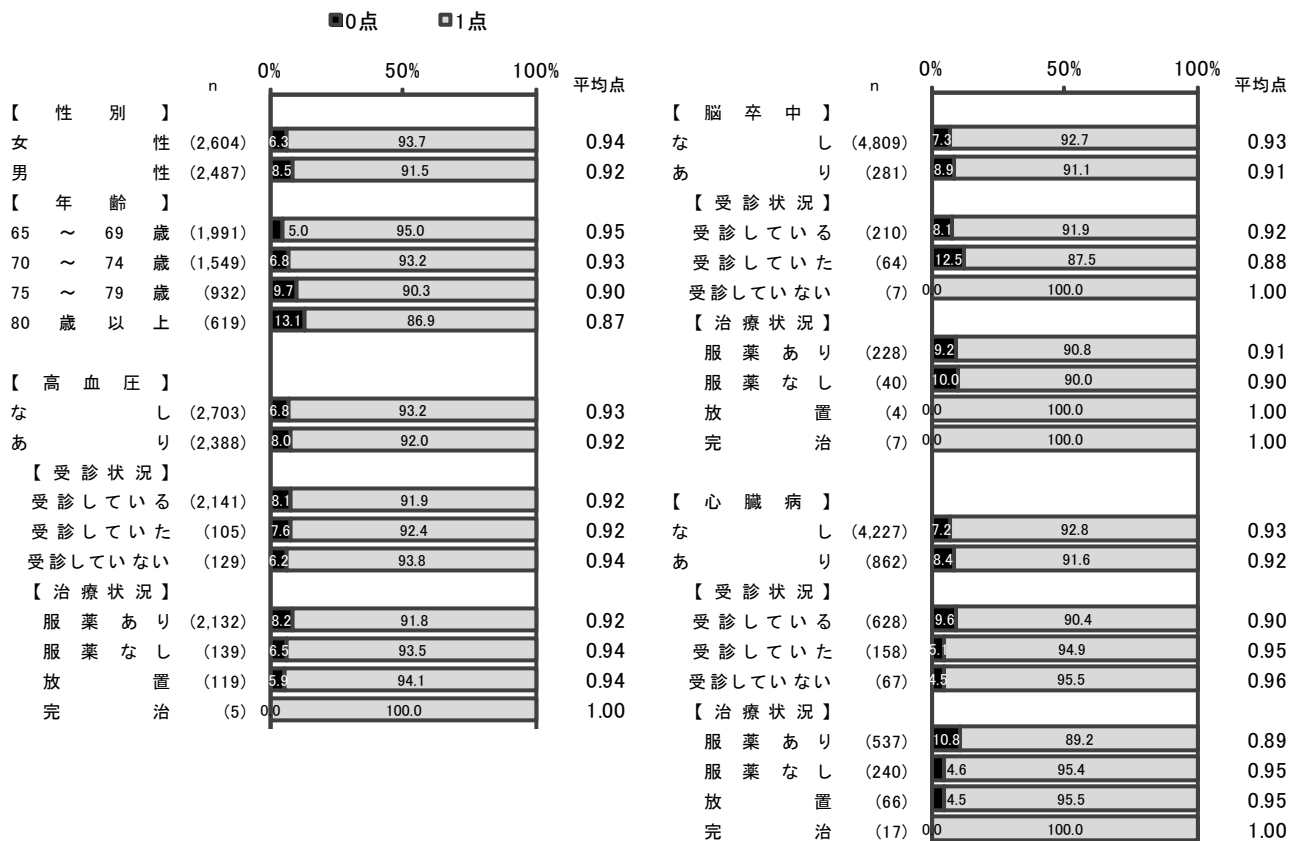 ■0点 □1点
0% 50% 100%
n 平均点
【性別】
女性 (2,604) 6.3 93.7 0.94
男性 (2,487) 8.5 91.5 0.92
【年齢】
65～69歳 (1,991) 5.0 95.0 0.95
70～74歳 (1,549) 6.8 93.2 0.93
75～79歳 (932) 9.7 90.3 0.90
80歳以上 (619) 13.1 86.9 0.87
【高血圧】
なし (2,703) 6.8 93.2 0.93
あり (2,388) 8.0 92.0 0.92
【受診状況】
受診している (2,141) 8.1 91.9 0.92
受診していた (105) 7.6 92.4 0.92
受診していない (129) 6.2 93.8 0.94
【治療状況】
服薬あり (2,132) 8.2 91.8 0.92
服薬なし (139) 6.5 93.5 0.94
放置 (119) 5.9 94.1 0.94
完治 (5) 0.0 100.0 1.00
0% 50% 100%
n 平均点
【脳卒中】
なし (4,809) 7.3 92.7 0.93
あり (281) 8.9 91.1 0.91
【受診状況】
受診している (210) 8.1 91.9 0.92
受診していた (64) 12.5 87.5 0.88
受診していない (7) 0.0 100.0 1.00
【治療状況】
服薬あり (228) 9.2 90.8 0.91
服薬なし (40) 10.0 90.0 0.90
放置 (4) 0.0 100.0 1.00
完治 (7) 0.0 100.0 1.00
【心臓病】
なし (4,227) 7.2 92.8 0.93
あり (862) 8.4 91.6 0.92
【受診状況】
受診している (628) 9.6 90.4 0.90
受診していた (158) 5.1 94.9 0.95
受診していない (67) 4.5 95.5 0.96
【治療状況】
服薬あり (537) 10.8 89.2 0.89
服薬なし (240) 4.6 95.4 0.95
放置 (66) 4.5 95.5 0.95
完治 (17) 0.0 100.0 1.00